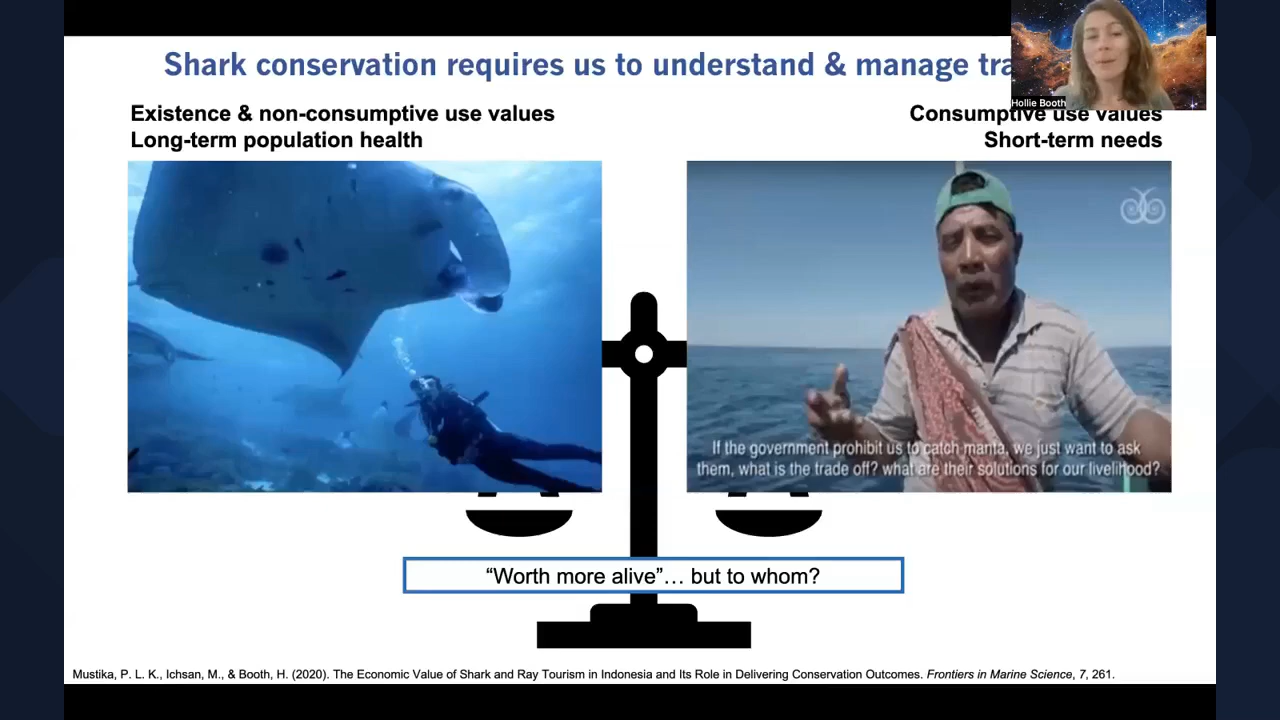 Shark conservation requires us to understand & manage
Hollie Booth
Existence & non-consumptive use values
Long-term population health
Consumptive use values
Short-term needs
If the government prohibit us to catch manta, we just want to ask
them, what is the trade off? what are their solutions for our livelihood?
“Worth more alive”… but to whom?
Mustika, P. L. K., Ichsan, M., & Booth, H. (2020). The Economic Value of Shark and Ray Tourism in Indonesia and Its Role in Delivering Conservation Outcomes. Frontiers in Marine Science, 7, 261.